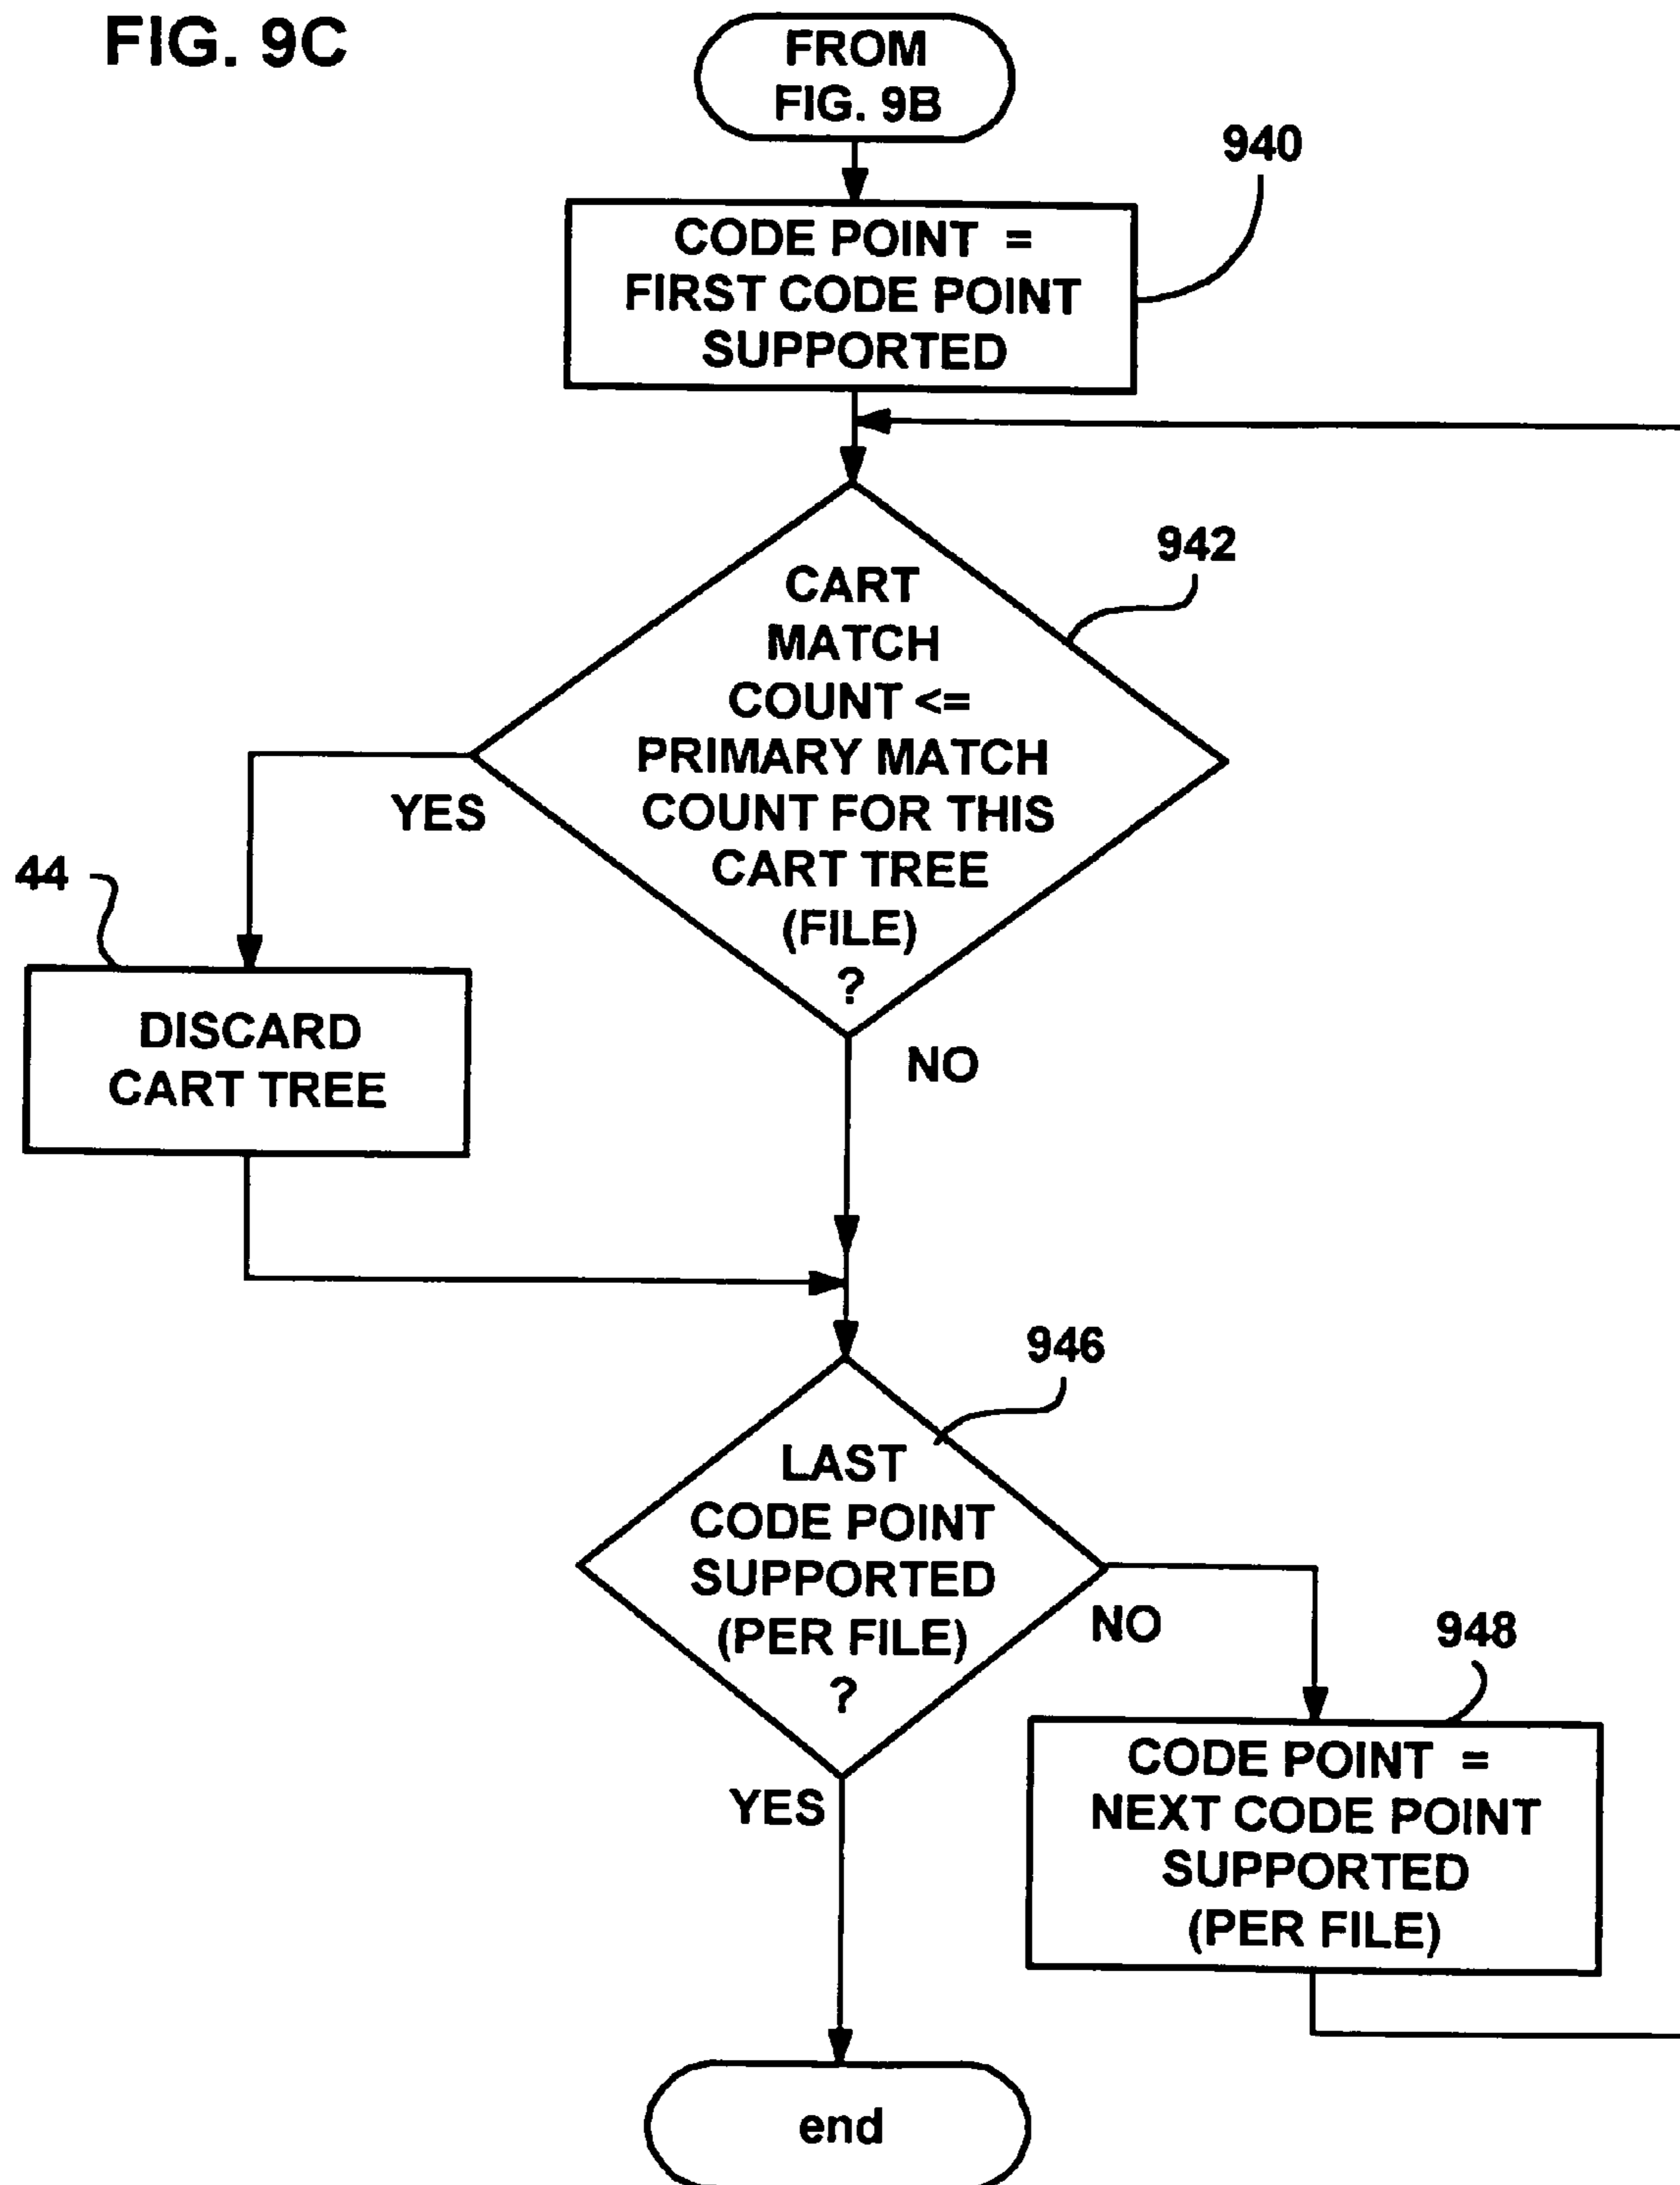 FIG. 9C
FROM
FIG. 9B
940
CODE POINT =
FIRST CODE POINT
SUPPORTED
942
CART
MATCH
COUNT <=
PRIMARY MATCH
COUNT FOR THIS
CART TREE
(FILE)
?
YES
NO
44
DISCARD
CART TREE
946
LAST
CODE POINT
SUPPORTED
(PER FILE)
?
NO
YES
948
CODE POINT =
NEXT CODE POINT
SUPPORTED
(PER FILE)
end